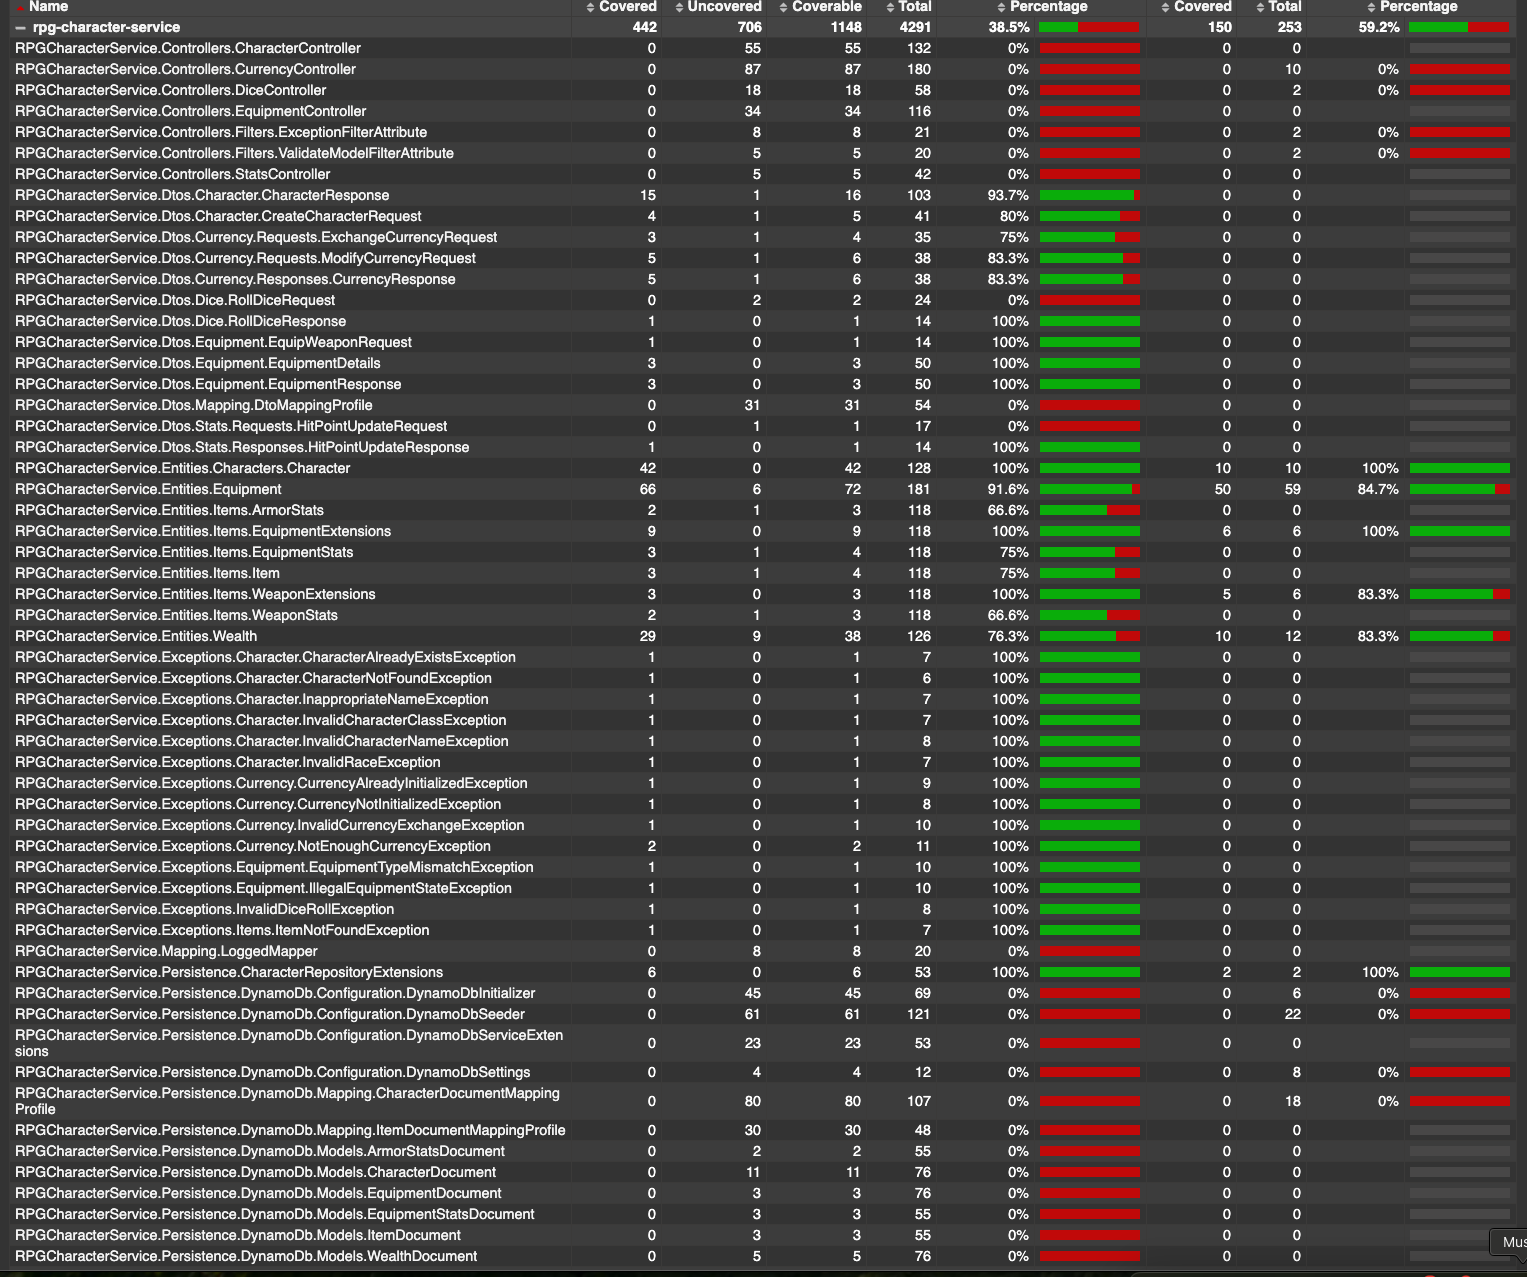 Name Covered Uncovered Coverable Total Percentage Covered Total Percentage
rpg-character-service 442 706 1148 4291 38.5% 150 253 59.2%
RPGCharacterService.Controllers.CharacterController 0 55 55 132 0% 0 0
RPGCharacterService.Controllers.CurrencyController 0 87 87 180 0% 0 10 0%
RPGCharacterService.Controllers.DiceController 0 18 18 58 0% 0 2 0%
RPGCharacterService.Controllers.EquipmentController 0 34 34 116 0% 0 0
RPGCharacterService.Controllers.Filters.ExceptionFilterAttribute 0 8 8 21 0% 0 2 0%
RPGCharacterService.Controllers.Filters.ValidateModelFilterAttribute 0 5 5 20 0% 0 2 0%
RPGCharacterService.Controllers.StatsController 0 5 5 42 0% 0 0
RPGCharacterService.Dtos.Character.CharacterResponse 15 1 16 103 93.7% 0 0
RPGCharacterService.Dtos.Character.CreateCharacterRequest 4 1 5 41 80% 0 0
RPGCharacterService.Dtos.Currency.Requests.ExchangeCurrencyRequest 3 1 4 35 75% 0 0
RPGCharacterService.Dtos.Currency.Requests.ModifyCurrencyRequest 5 1 6 38 83.3% 0 0
RPGCharacterService.Dtos.Currency.Responses.CurrencyResponse 5 1 6 38 83.3% 0 0
RPGCharacterService.Dtos.Dice.RollDiceRequest 0 2 2 24 0% 0 0
RPGCharacterService.Dtos.Dice.RollDiceResponse 1 0 1 14 100% 0 0
RPGCharacterService.Dtos.Equipment.EquipWeaponRequest 1 0 1 14 100% 0 0
RPGCharacterService.Dtos.Equipment.EquipmentDetails 3 0 3 50 100% 0 0
RPGCharacterService.Dtos.Equipment.EquipmentResponse 3 0 3 50 100% 0 0
RPGCharacterService.Dtos.Mapping.DtoMappingProfile 0 31 31 54 0% 0 0
RPGCharacterService.Dtos.Stats.Requests.HitPointUpdateRequest 0 1 1 17 0% 0 0
RPGCharacterService.Dtos.Stats.Responses.HitPointUpdateResponse 1 0 1 14 100% 0 0
RPGCharacterService.Entities.Characters.Character 42 0 42 128 100% 10 10 100%
RPGCharacterService.Entities.Equipment 66 6 72 181 91.6% 50 59 84.7%
RPGCharacterService.Entities.Items.ArmorStats 2 1 3 118 66.6% 0 0
RPGCharacterService.Entities.Items.EquipmentExtensions 9 0 9 118 100% 6 6 100%
RPGCharacterService.Entities.Items.EquipmentStats 3 1 4 118 75% 0 0
RPGCharacterService.Entities.Items.Item 3 1 4 118 75% 0 0
RPGCharacterService.Entities.Items.WeaponExtensions 3 0 3 118 100% 5 6 83.3%
RPGCharacterService.Entities.Items.WeaponStats 2 1 3 118 66.6% 0 0
RPGCharacterService.Entities.Wealth 29 9 38 126 76.3% 10 12 83.3%
RPGCharacterService.Exceptions.Character.CharacterAlreadyExistsException 1 0 1 7 100% 0 0
RPGCharacterService.Exceptions.Character.CharacterNotFoundException 1 0 1 6 100% 0 0
RPGCharacterService.Exceptions.Character.InappropriateNameException 1 0 1 7 100% 0 0
RPGCharacterService.Exceptions.Character.InvalidCharacterClassException 1 0 1 7 100% 0 0
RPGCharacterService.Exceptions.Character.InvalidCharacterNameException 1 0 1 8 100% 0 0
RPGCharacterService.Exceptions.Character.InvalidRaceException 1 0 1 7 100% 0 0
RPGCharacterService.Exceptions.Currency.CurrencyAlreadyInitializedException 1 0 1 9 100% 0 0
RPGCharacterService.Exceptions.Currency.CurrencyNotInitializedException 1 0 1 8 100% 0 0
RPGCharacterService.Exceptions.Currency.InvalidCurrencyExchangeException 1 0 1 10 100% 0 0
RPGCharacterService.Exceptions.Currency.NotEnoughCurrencyException 2 0 2 11 100% 0 0
RPGCharacterService.Exceptions.Equipment.EquipmentTypeMismatchException 1 0 1 10 100% 0 0
RPGCharacterService.Exceptions.Equipment.IllegalEquipmentStateException 1 0 1 10 100% 0 0
RPGCharacterService.Exceptions.InvalidDiceRollException 1 0 1 8 100% 0 0
RPGCharacterService.Exceptions.Items.ItemNotFoundException 1 0 1 7 100% 0 0
RPGCharacterService.Mapping.LoggedMapper 0 8 8 20 0% 0 0
RPGCharacterService.Persistence.CharacterRepositoryExtensions 6 0 6 53 100% 2 2 100%
RPGCharacterService.Persistence.DynamoDb.Configuration.DynamoDbInitializer 0 45 45 69 0% 0 6 0%
RPGCharacterService.Persistence.DynamoDb.Configuration.DynamoDbSeeder 0 61 61 121 0% 0 22 0%
RPGCharacterService.Persistence.DynamoDb.Configuration.DynamoDbServiceExten
sions 0 23 23 53 0% 0 0
RPGCharacterService.Persistence.DynamoDb.Configuration.DynamoDbSettings 0 4 4 12 0% 0 8 0%
RPGCharacterService.Persistence.DynamoDb.Mapping.CharacterDocumentMapping
Profile 0 80 80 107 0% 0 18 0%
RPGCharacterService.Persistence.DynamoDb.Mapping.ItemDocumentMappingProfile 0 30 30 48 0% 0 0
RPGCharacterService.Persistence.DynamoDb.Models.ArmorStatsDocument 0 2 2 55 0% 0 0
RPGCharacterService.Persistence.DynamoDb.Models.CharacterDocument 0 11 11 76 0% 0 0
RPGCharacterService.Persistence.DynamoDb.Models.EquipmentDocument 0 3 3 76 0% 0 0
RPGCharacterService.Persistence.DynamoDb.Models.EquipmentStatsDocument 0 3 3 55 0% 0 0
RPGCharacterService.Persistence.DynamoDb.Models.ItemDocument 0 3 3 55 0% 0 0
RPGCharacterService.Persistence.DynamoDb.Models.WealthDocument 0 5 5 76 0% 0 0